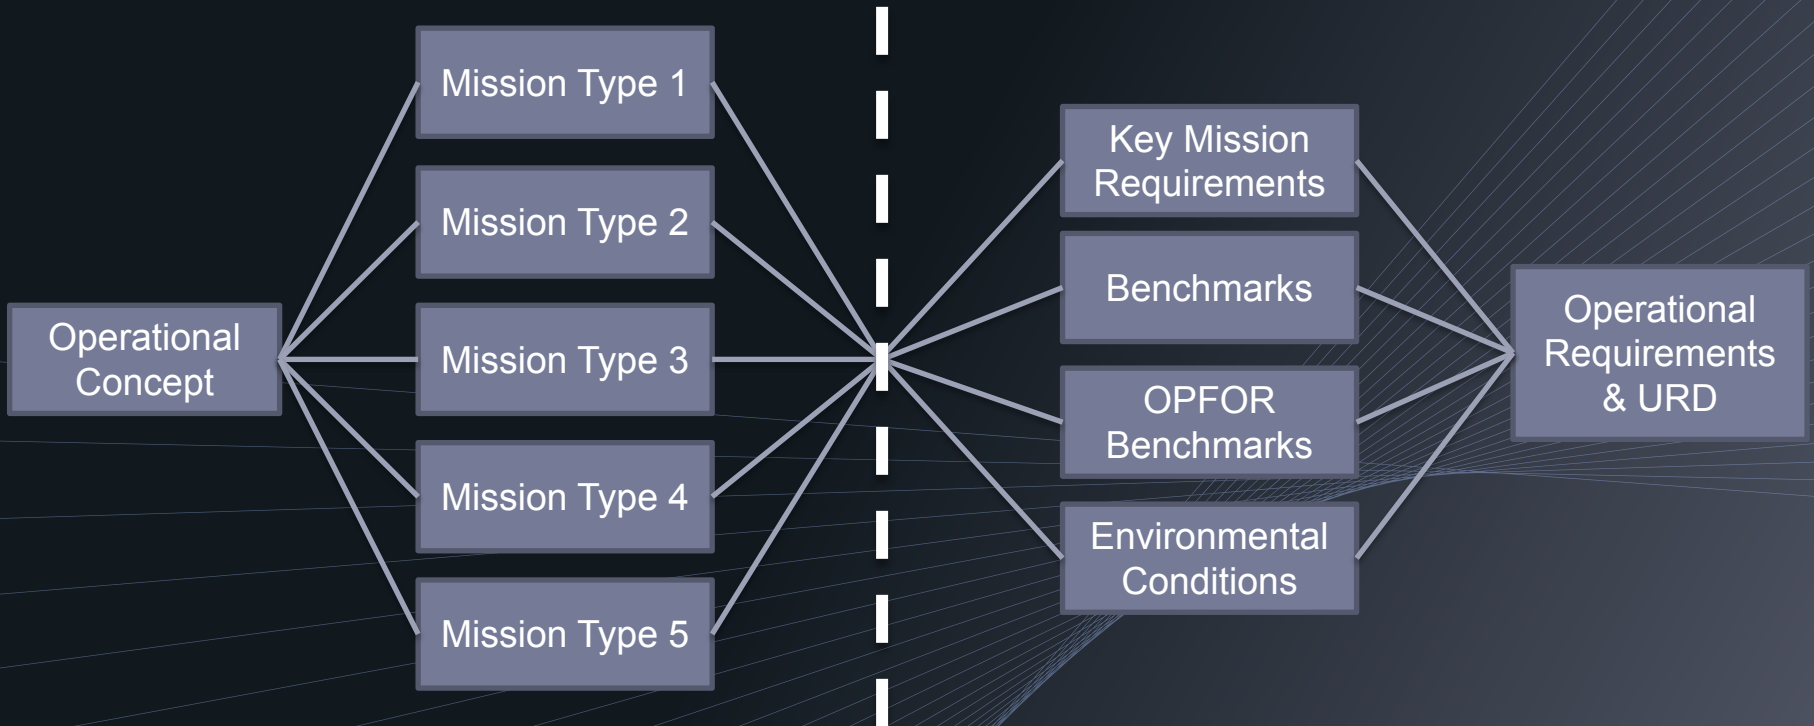 Operational
Concept
Mission Type 1
Mission Type 2
Mission Type 3
Mission Type 4
Mission Type 5
Key Mission
Requirements
Benchmarks
OPFOR
Benchmarks
Environmental
Conditions
Operational
Requirements
& URD